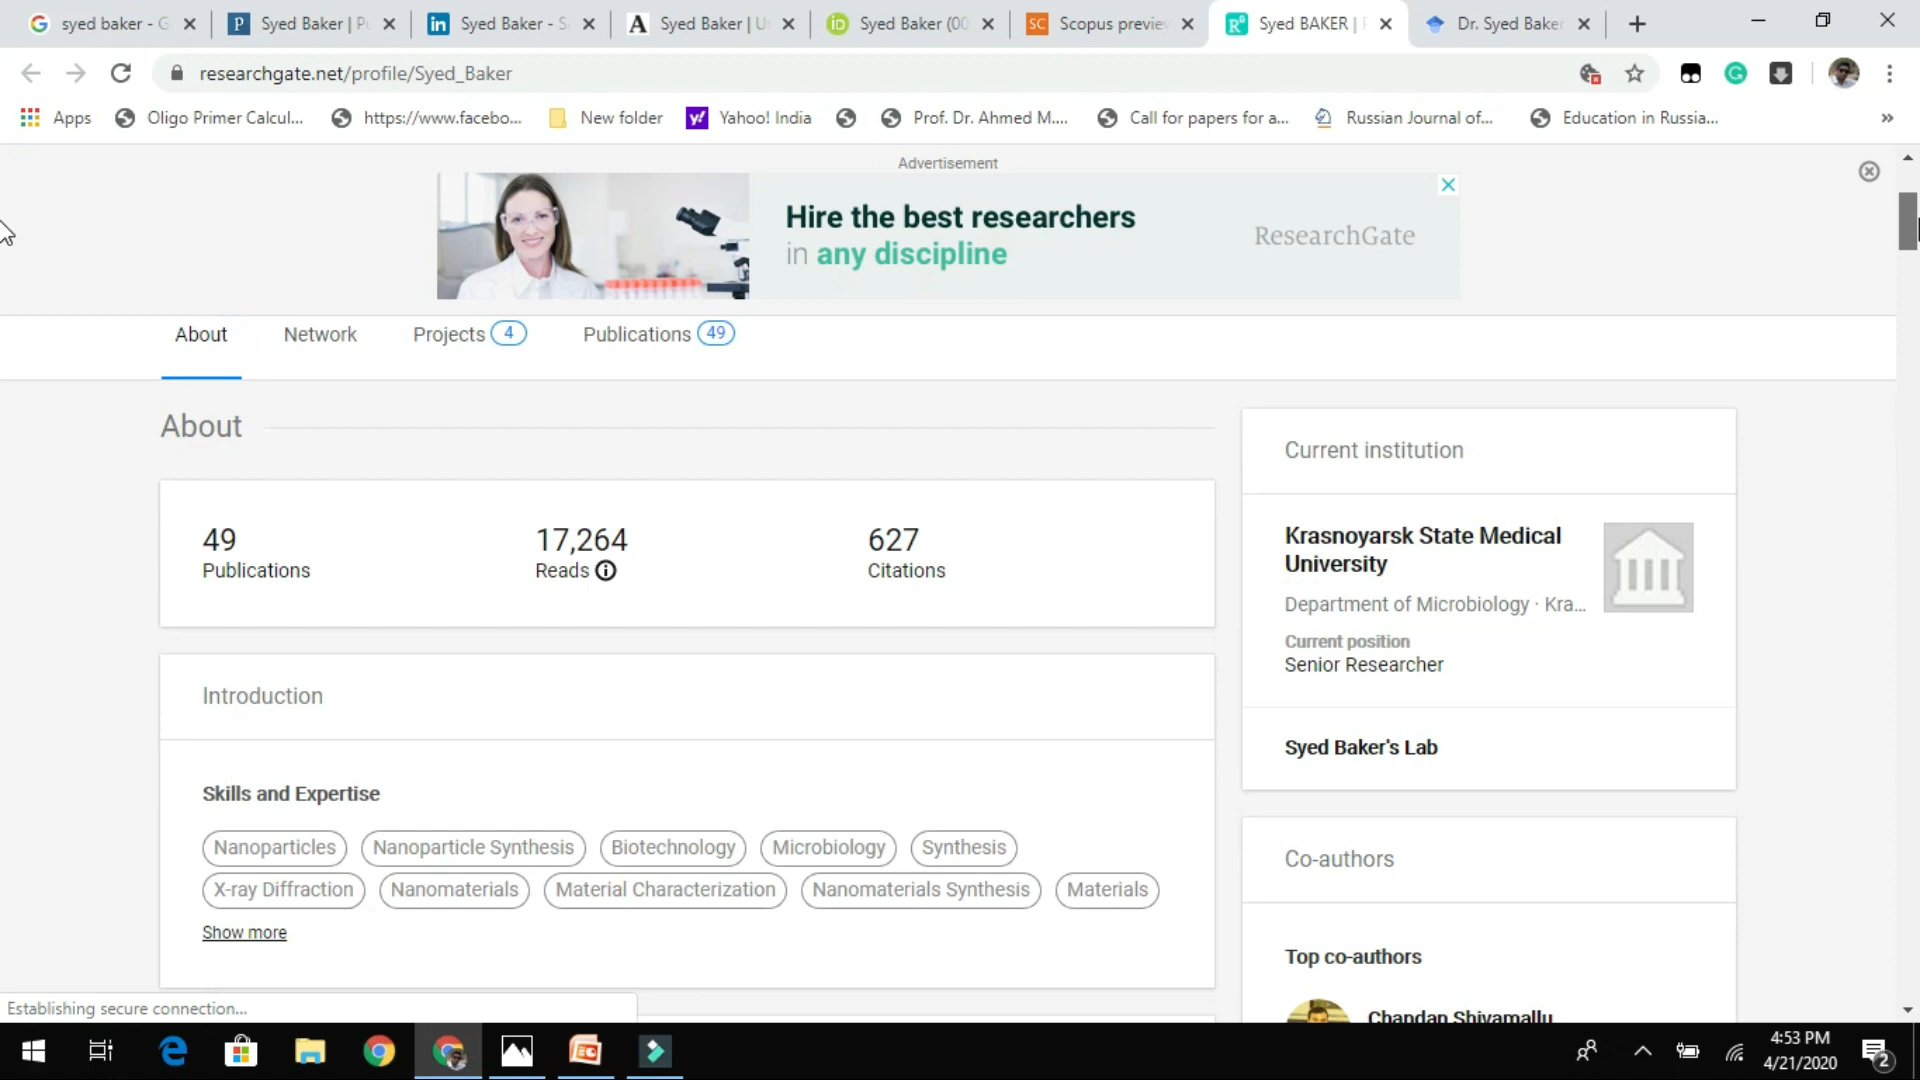 syed baker - G
Syed Baker | P
Syed Baker - S
Syed Baker | U
Syed Baker (00
Scopus preview
Syed BAKER |
Dr. Syed Baker
researchgate.net/profile/Syed_Baker
Apps
Oligo Primer Calcul...
https://www.facebo...
New folder
Yahoo! India
Prof. Dr. Ahmed M....
Call for papers for a...
Russian Journal of...
Education in Russia...
»
Advertisement
Hire the best researchers
in any discipline
ResearchGate
About
Network
Projects 4
Publications 49
About
49
Publications
17,264
Reads
627
Citations
Introduction
Skills and Expertise
Nanoparticles
Nanoparticle Synthesis
Biotechnology
Microbiology
Synthesis
X-ray Diffraction
Nanomaterials
Material Characterization
Nanomaterials Synthesis
Materials
Show more
Current institution
Krasnoyarsk State Medical
University
Department of Microbiology · Kra...
Current position
Senior Researcher
Syed Baker's Lab
Co-authors
Top co-authors
Chandan Shivamallu
Establishing secure connection...
4:53 PM
4/21/2020
2